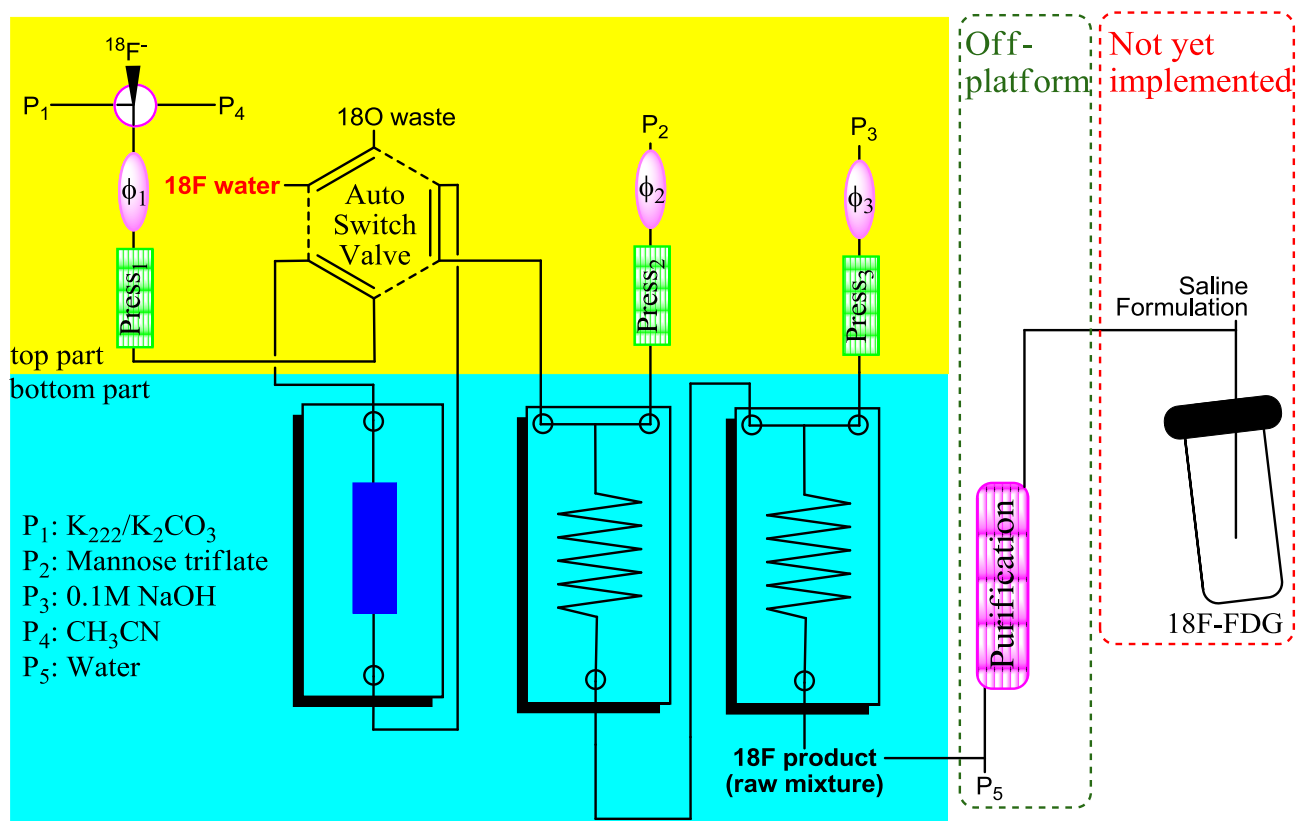 Off-
platform
Not yet
implemented
¹⁸F⁻
P₁
P₄
18O waste
P₂
P₃
18F water
ϕ₁
Auto
Switch
Valve
ϕ₂
ϕ₃
Press₁
Press₂
Press₃
Saline
Formulation
top part
bottom part
P₁: K₂₂₂/K₂CO₃
P₂: Mannose triflate
P₃: 0.1M NaOH
P₄: CH₃CN
P₅: Water
Purification
18F-FDG
18F product
(raw mixture)
P₅